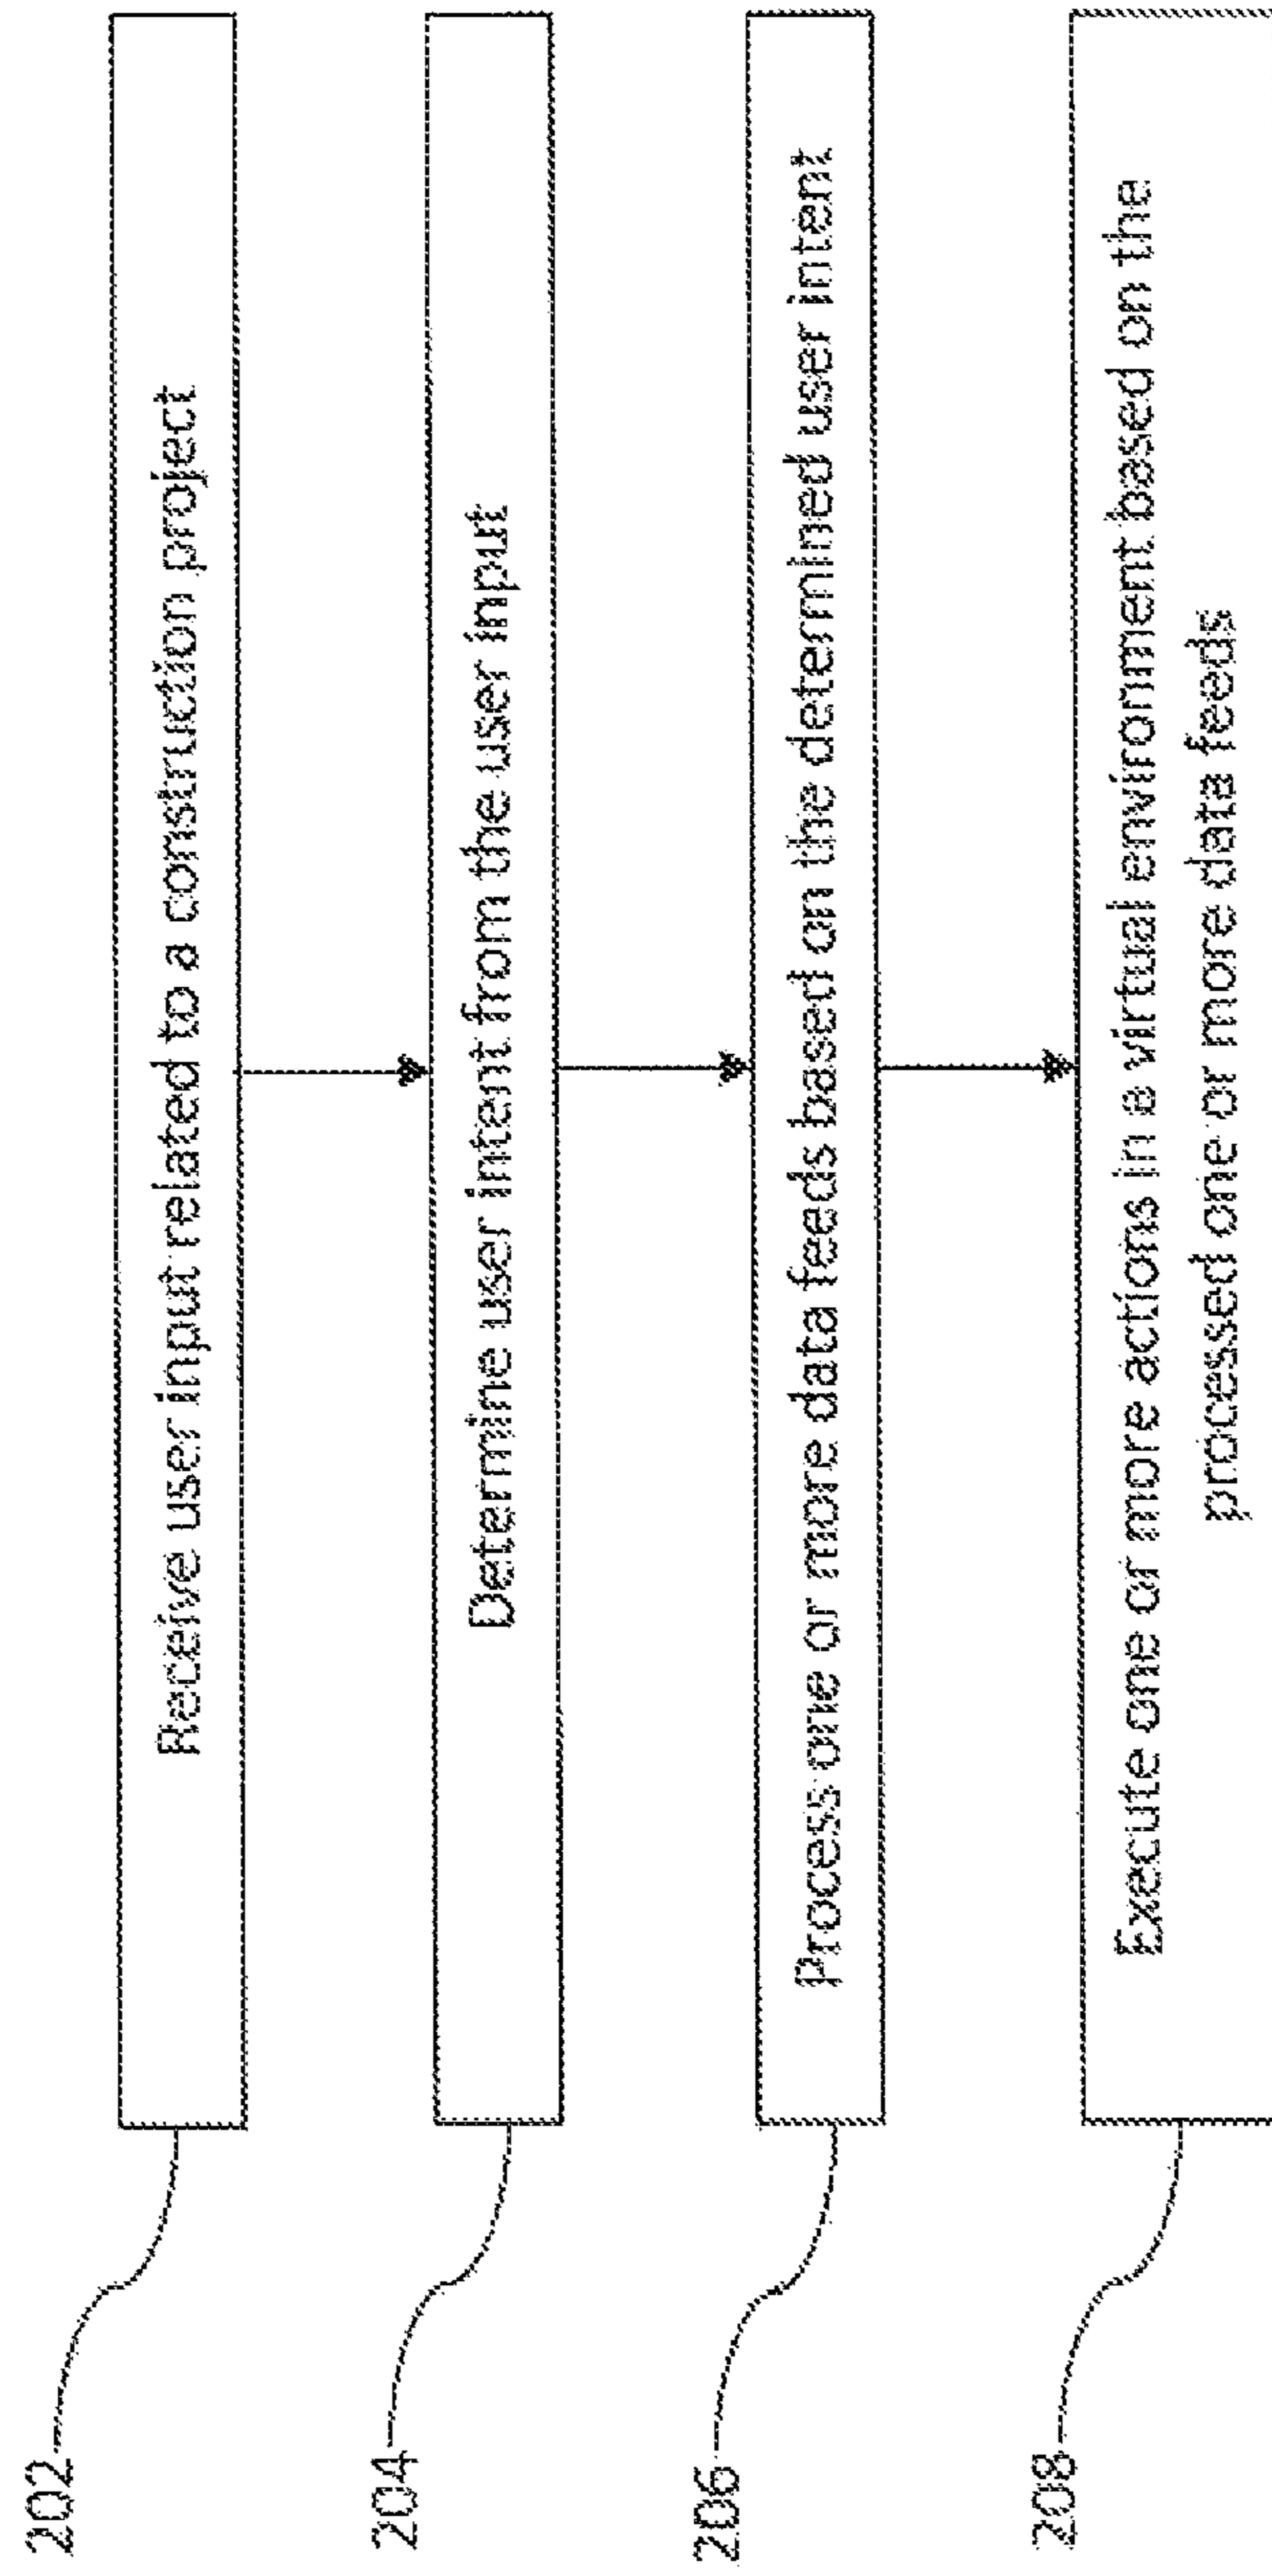 202
Receive user input related to a construction project
204
Determine user intent from the user input
206
Process one or more data feeds based on the determined user intent
208
Execute one or more actions in a virtual environment based on the
processed one or more data feeds